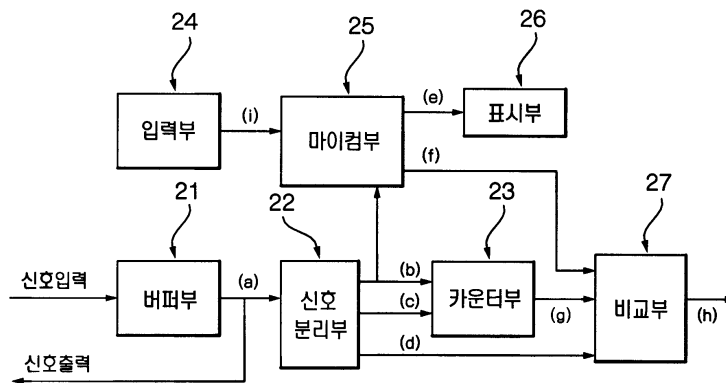 24
25
26
입력부
(i)
마이컴부
(e)
표시부
(f)
21
22
23
27
신호입력
버퍼부
(a)
신호
분리부
(b)
(c)
(d)
카운터부
(g)
비교부
(h)
신호출력